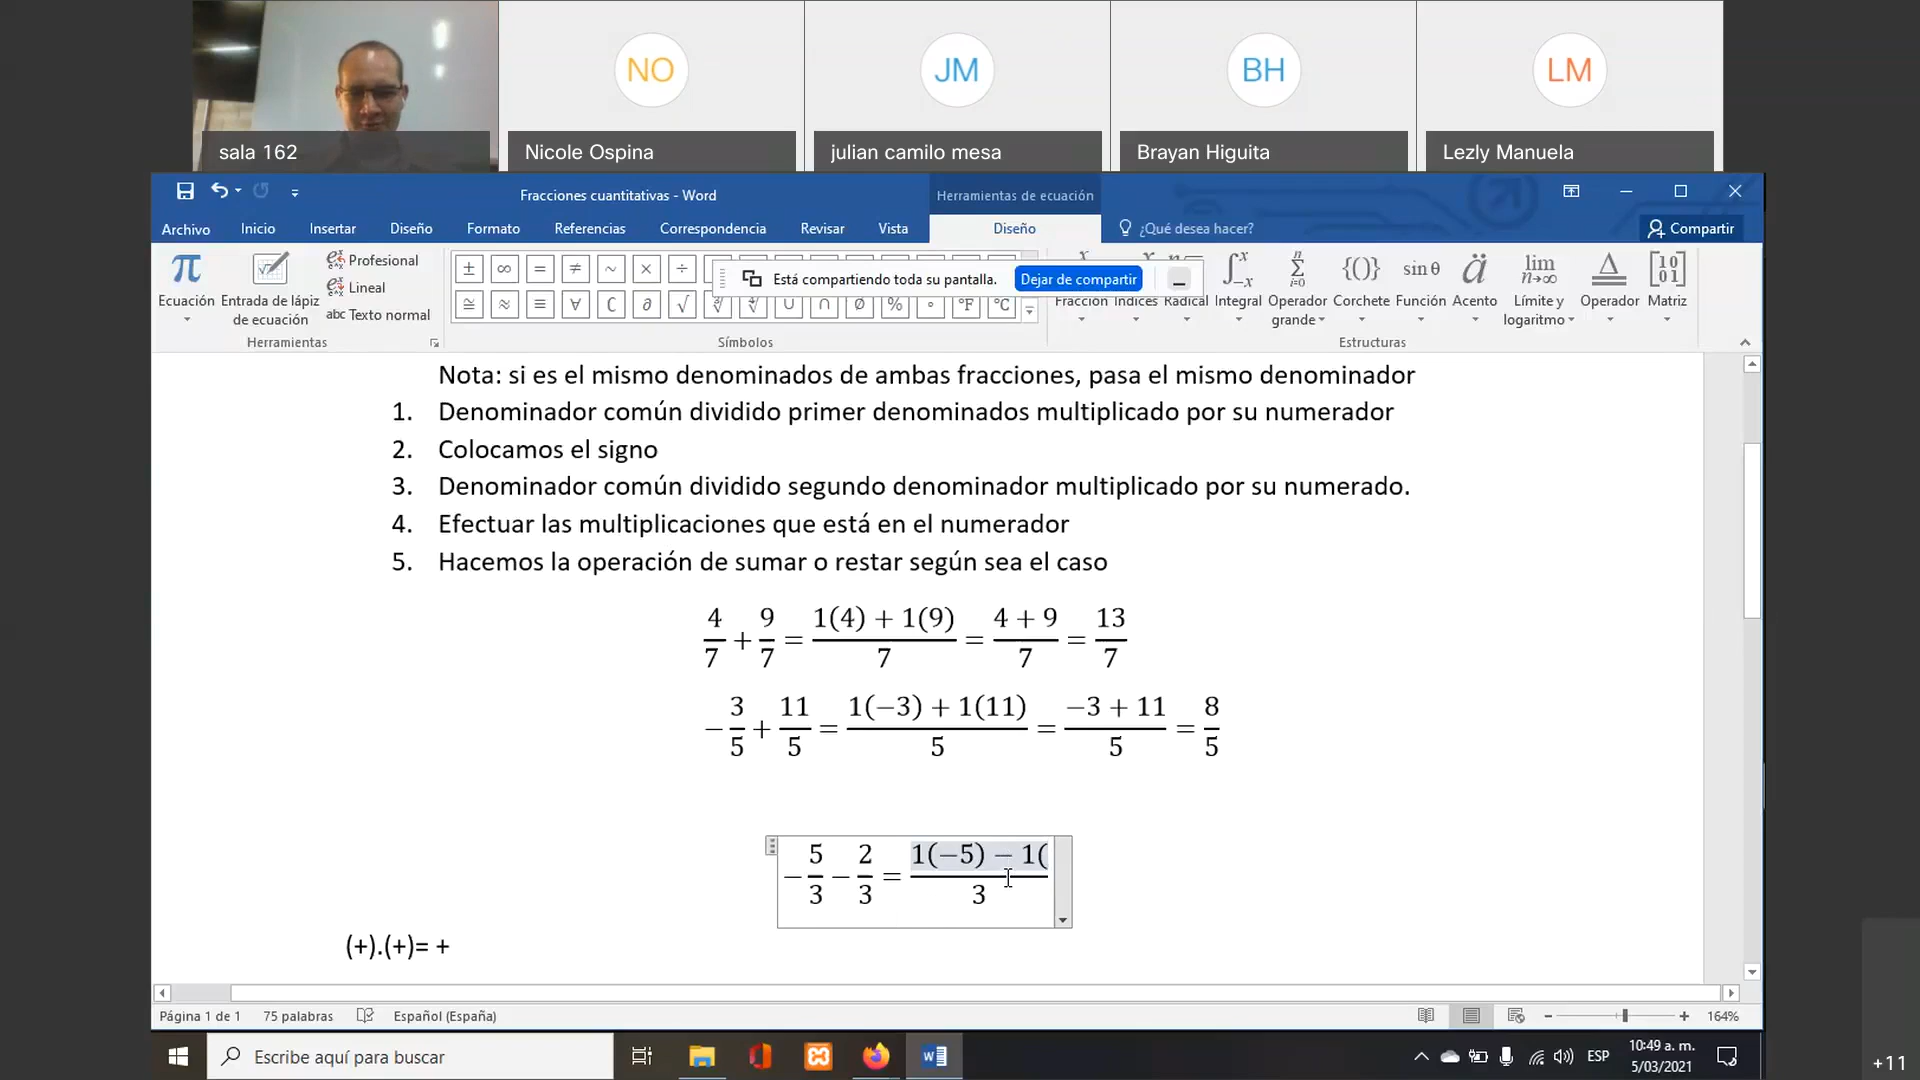 NO JM BH LM
sala 162 Nicole Ospina julian camilo mesa Brayan Higuita Lezly Manuela
Fracciones cuantitativas - Word Herramientas de ecuación
Archivo Inicio Insertar Diseño Formato Referencias Correspondencia Revisar Vista Diseño ¿Qué desea hacer? Compartir
π Profesional ± ∞ = ≠ ~ × ÷ Está compartiendo toda su pantalla. Dejar de compartir
Lineal
Ecuación Entrada de lápiz de ecuación abc Texto normal ≅ ≈ ≡ ∀ ∁ ∂ √ ∛ ∜ ∪ ∩ ∅ % ° °F °C Fracción Índices Radical Integral Operador grande Corchete Función Acento Límite y logaritmo Operador Matriz
Herramientas Símbolos Estructuras
Nota: si es el mismo denominados de ambas fracciones, pasa el mismo denominador
1. Denominador común dividido primer denominados multiplicado por su numerador
2. Colocamos el signo
3. Denominador común dividido segundo denominador multiplicado por su numerado.
4. Efectuar las multiplicaciones que está en el numerador
5. Hacemos la operación de sumar o restar según sea el caso
4/7 + 9/7 = (1(4) + 1(9))/7 = (4 + 9)/7 = 13/7
−3/5 + 11/5 = (1(−3) + 1(11))/5 = (−3 + 11)/5 = 8/5
−5/3 − 2/3 = (1(−5) − 1()/3
(+).(+)= +
Página 1 de 1 75 palabras Español (España) 164%
Escribe aquí para buscar ESP 10:49 a. m.
5/03/2021
+11